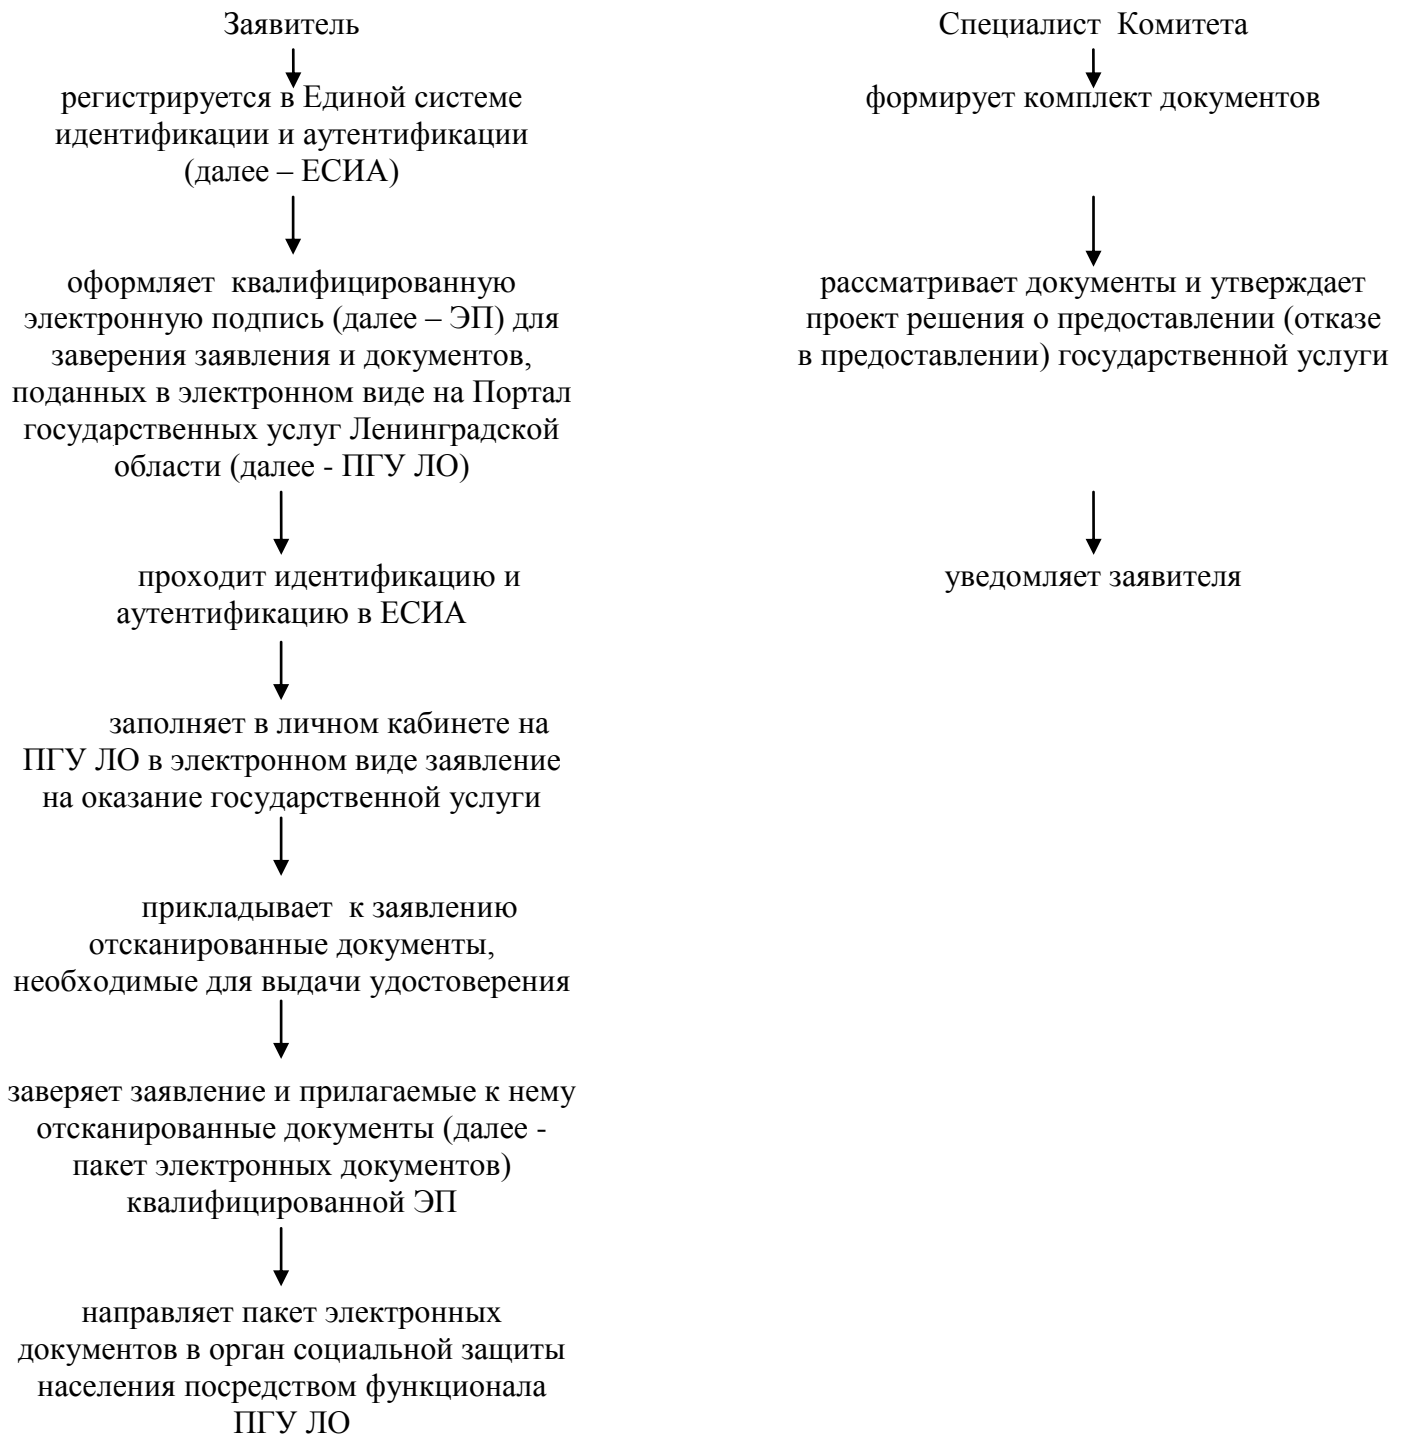 Заявитель
регистрируется в Единой системе
идентификации и аутентификации
(далее – ЕСИА)
оформляет квалифицированную
электронную подпись (далее – ЭП) для
заверения заявления и документов,
поданных в электронном виде на Портал
государственных услуг Ленинградской
области (далее - ПГУ ЛО)
проходит идентификацию и
аутентификацию в ЕСИА
заполняет в личном кабинете на
ПГУ ЛО в электронном виде заявление
на оказание государственной услуги
прикладывает к заявлению
отсканированные документы,
необходимые для выдачи удостоверения
заверяет заявление и прилагаемые к нему
отсканированные документы (далее -
пакет электронных документов)
квалифицированной ЭП
направляет пакет электронных
документов в орган социальной защиты
населения посредством функционала
ПГУ ЛО
Специалист Комитета
формирует комплект документов
рассматривает документы и утверждает
проект решения о предоставлении (отказе
в предоставлении) государственной услуги
уведомляет заявителя